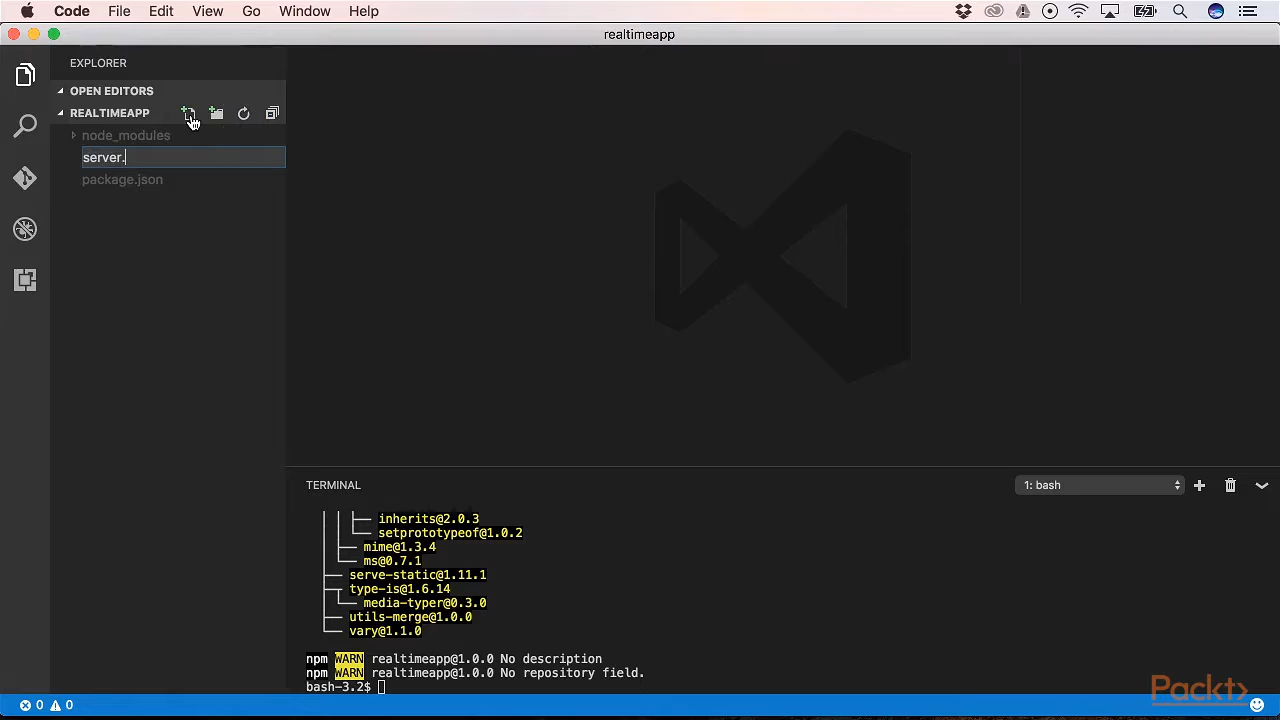 Code File Edit View Go Window Help
realtimeapp
EXPLORER
OPEN EDITORS
REALTIMEAPP
node_modules
server.
package.json
TERMINAL
1: bash
inherits@2.0.3
setprototypeof@1.0.2
mime@1.3.4
ms@0.7.1
serve-static@1.11.1
type-is@1.6.14
media-typer@0.3.0
utils-merge@1.0.0
vary@1.1.0
npm WARN realtimeapp@1.0.0 No description
npm WARN realtimeapp@1.0.0 No repository field.
bash-3.2$
0 0
Packt>